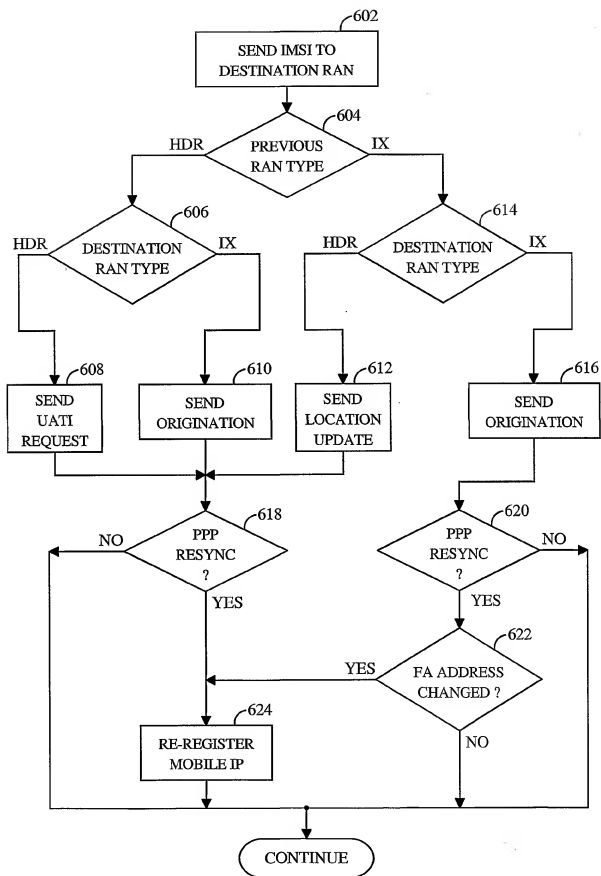 602
SEND IMSI TO
DESTINATION RAN
604
HDR
PREVIOUS
RAN TYPE
IX
606
HDR
DESTINATION
RAN TYPE
IX
614
HDR
DESTINATION
RAN TYPE
IX
608
SEND
UATI
REQUEST
610
SEND
ORIGINATION
612
SEND
LOCATION
UPDATE
616
SEND
ORIGINATION
618
NO
PPP
RESYNC
?
YES
620
PPP
RESYNC
?
NO
YES
622
YES
FA ADDRESS
CHANGED ?
NO
624
RE-REGISTER
MOBILE IP
CONTINUE